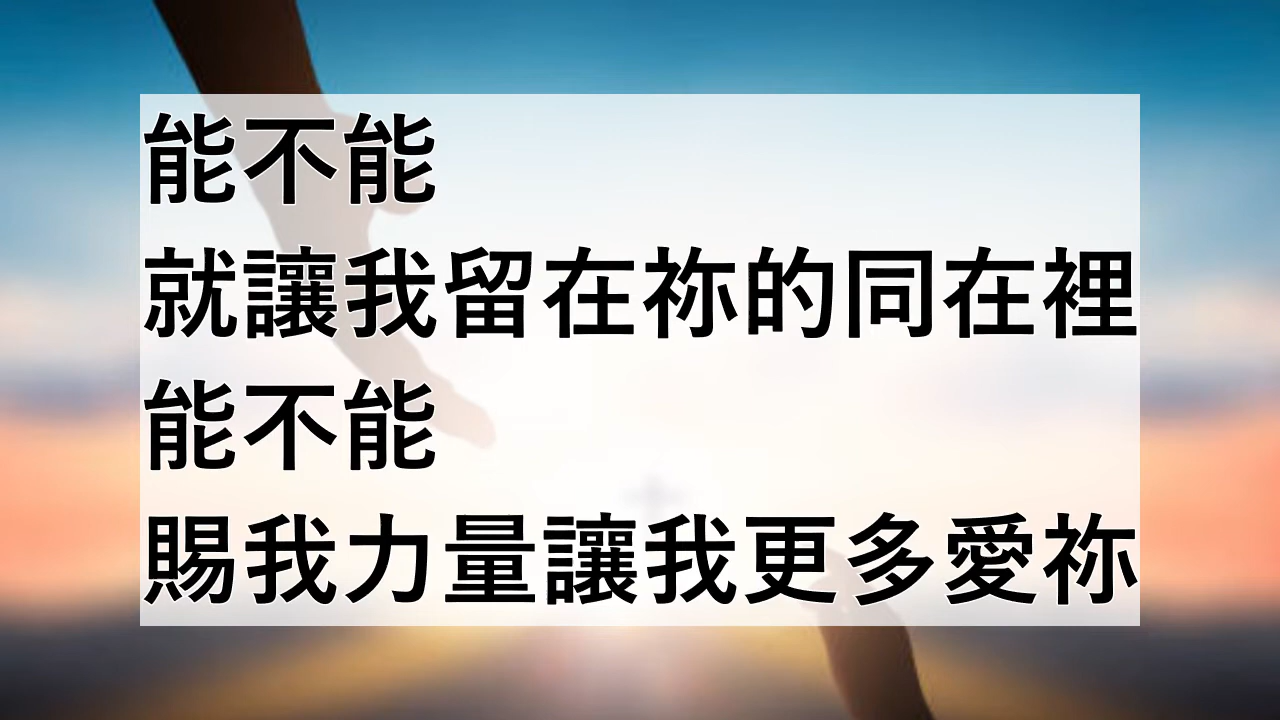 能不能
就讓我留在祢的同在裡
能不能
賜我力量讓我更多愛祢